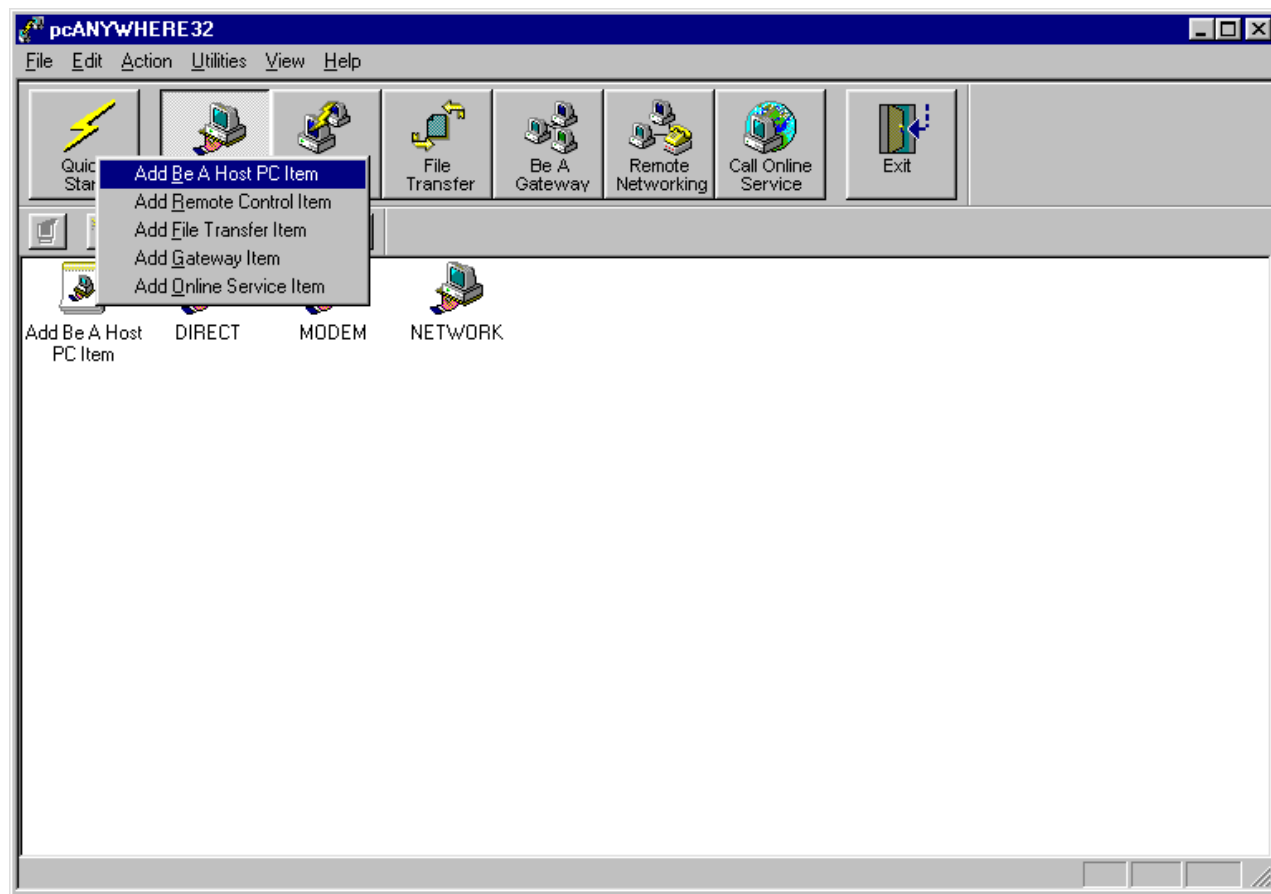 pcANYWHERE32
File Edit Action Utilities View Help
Quic
Star
File
Transfer
Be A
Gateway
Remote
Networking
Call Online
Service
Exit
Add Be A Host PC Item
Add Remote Control Item
Add File Transfer Item
Add Gateway Item
Add Online Service Item
Add Be A Host
PC Item
DIRECT
MODEM
NETWORK